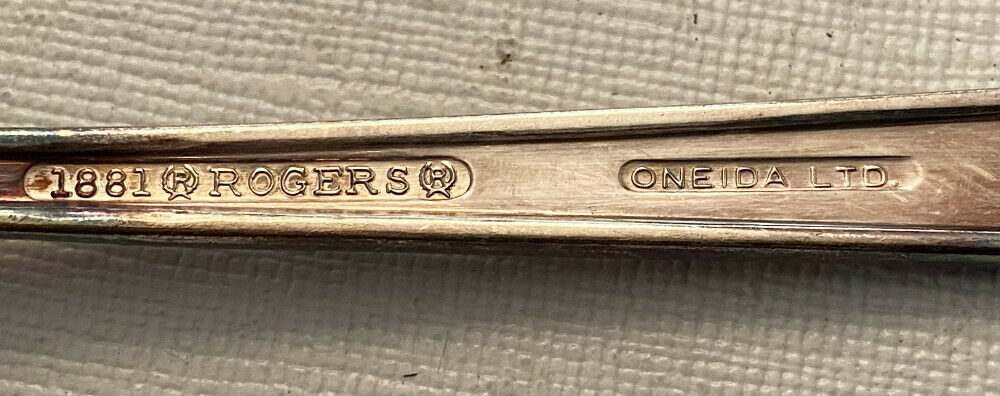 1881 ® ROGERS ®
ONEIDA LTD.